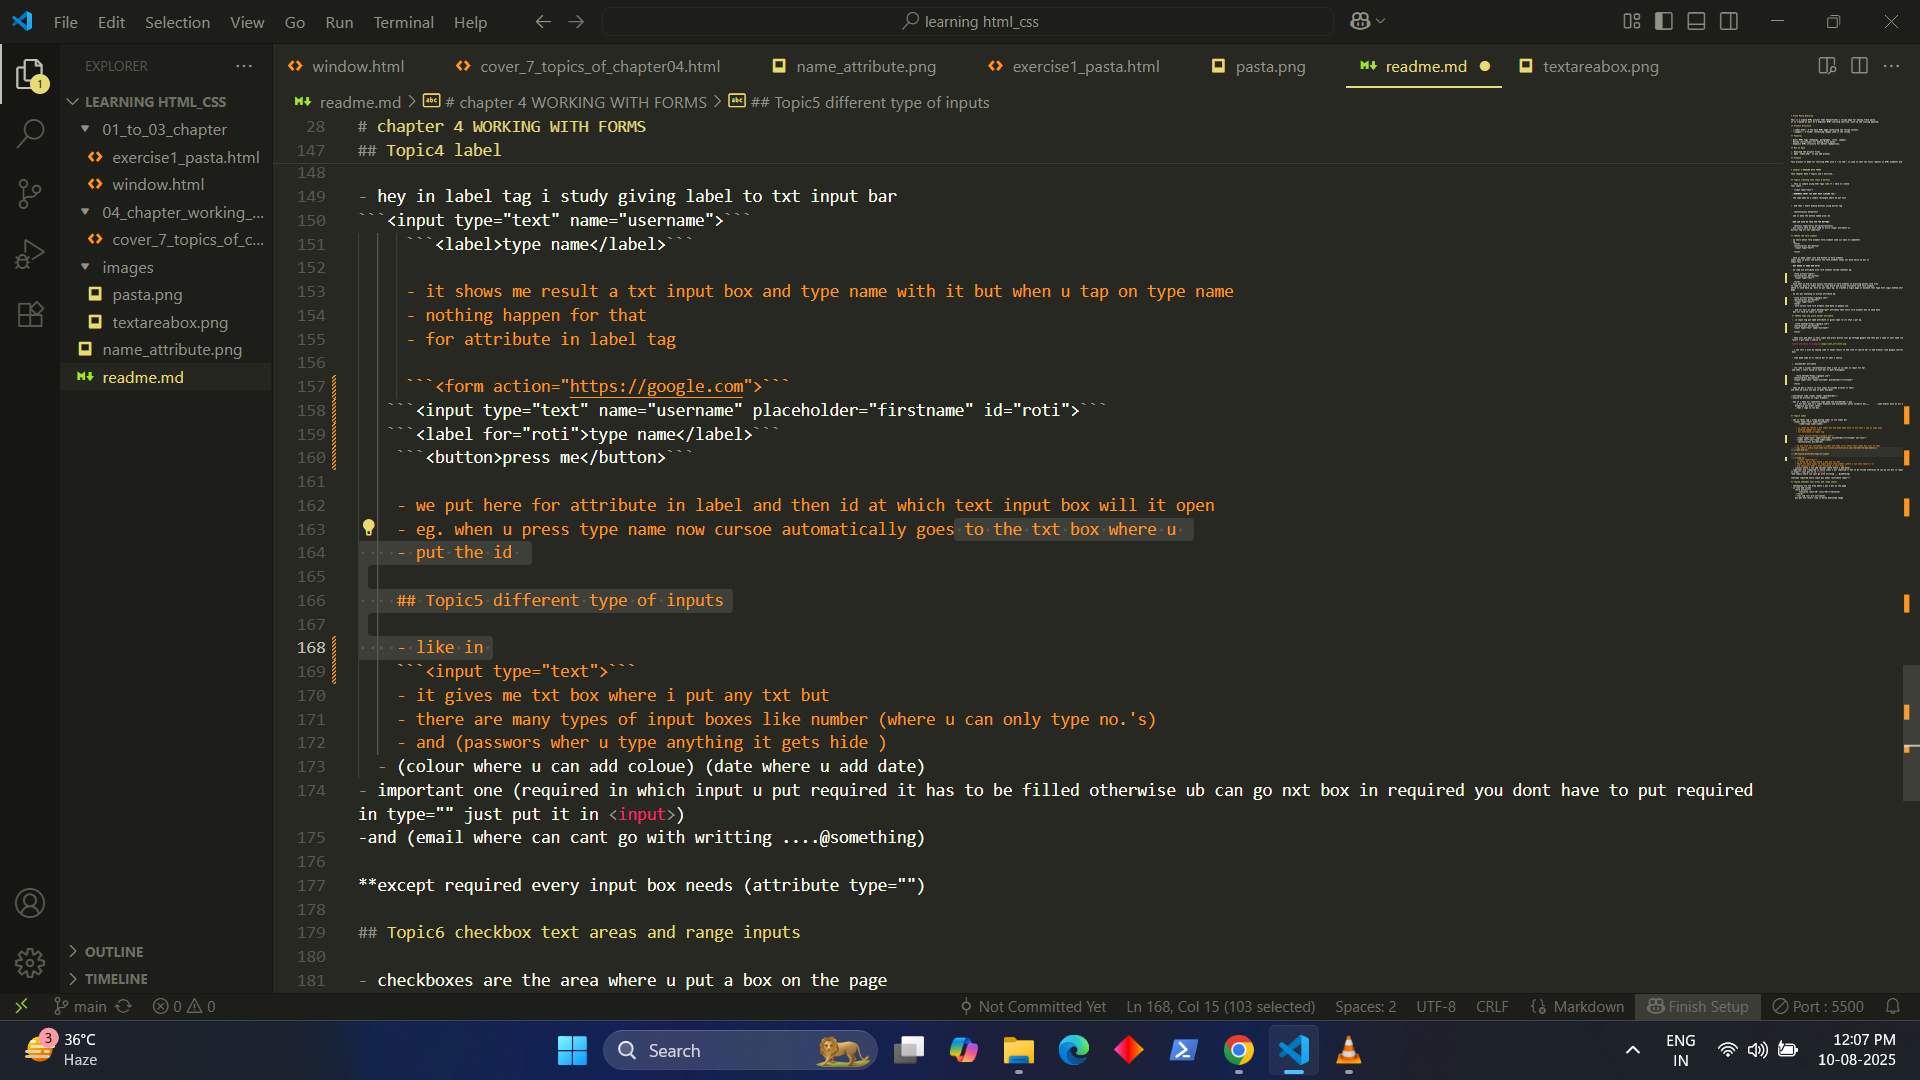 File Edit Selection View Go Run Terminal Help
learning html_css
EXPLORER
window.html cover_7_topics_of_chapter04.html name_attribute.png exercise1_pasta.html pasta.png readme.md textareabox.png
readme.md > # chapter 4 WORKING WITH FORMS > ## Topic5 different type of inputs
1
LEARNING HTML_CSS
01_to_03_chapter
exercise1_pasta.html
window.html
04_chapter_working_...
cover_7_topics_of_c...
images
pasta.png
textareabox.png
name_attribute.png
readme.md
OUTLINE
TIMELINE
28 # chapter 4 WORKING WITH FORMS
147 ## Topic4 label
148
149 - hey in label tag i study giving label to txt input bar
150 ```<input type="text" name="username">```
151 ```<label>type name</label>```
152
153 - it shows me result a txt input box and type name with it but when u tap on type name
154 - nothing happen for that
155 - for attribute in label tag
156
157 ```<form action="https://google.com">```
158 ```<input type="text" name="username" placeholder="firstname" id="roti">```
159 ```<label for="roti">type name</label>```
160 ```<button>press me</button>```
161
162 - we put here for attribute in label and then id at which text input box will it open
163 - eg. when u press type name now cursoe automatically goes to the txt box where u
164 - put the id
165
166 ## Topic5 different type of inputs
167
168 - like in
169 ```<input type="text">```
170 - it gives me txt box where i put any txt but
171 - there are many types of input boxes like number (where u can only type no.'s)
172 - and (passwors wher u type anything it gets hide )
173 - (colour where u can add coloue) (date where u add date)
174 - important one (required in which input u put required it has to be filled otherwise ub can go nxt box in required you dont have to put required
in type="" just put it in <input>)
175 -and (email where can cant go with writting ....@something)
176
177 **except required every input box needs (attribute type="")
178
179 ## Topic6 checkbox text areas and range inputs
180
181 - checkboxes are the area where u put a box on the page
main 0 0 Not Committed Yet Ln 168, Col 15 (103 selected) Spaces: 2 UTF-8 CRLF Markdown Finish Setup Port : 5500
3 36°C
Haze
Search
ENG
IN
12:07 PM
10-08-2025